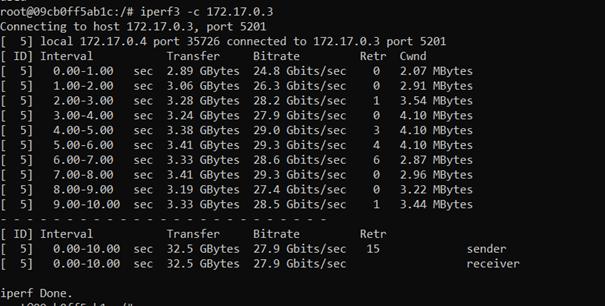 root@09cb0ff5ab1c:/# iperf3 -c 172.17.0.3
Connecting to host 172.17.0.3, port 5201
[  5] local 172.17.0.4 port 35726 connected to 172.17.0.3 port 5201
[ ID] Interval           Transfer     Bitrate         Retr  Cwnd
[  5]   0.00-1.00   sec  2.89 GBytes  24.8 Gbits/sec    0   2.07 MBytes
[  5]   1.00-2.00   sec  3.06 GBytes  26.3 Gbits/sec    0   2.91 MBytes
[  5]   2.00-3.00   sec  3.28 GBytes  28.2 Gbits/sec    1   3.54 MBytes
[  5]   3.00-4.00   sec  3.24 GBytes  27.9 Gbits/sec    0   4.10 MBytes
[  5]   4.00-5.00   sec  3.38 GBytes  29.0 Gbits/sec    3   4.10 MBytes
[  5]   5.00-6.00   sec  3.41 GBytes  29.3 Gbits/sec    4   4.10 MBytes
[  5]   6.00-7.00   sec  3.33 GBytes  28.6 Gbits/sec    6   2.87 MBytes
[  5]   7.00-8.00   sec  3.41 GBytes  29.3 Gbits/sec    0   2.96 MBytes
[  5]   8.00-9.00   sec  3.19 GBytes  27.4 Gbits/sec    0   3.22 MBytes
[  5]   9.00-10.00  sec  3.33 GBytes  28.5 Gbits/sec    1   3.44 MBytes
- - - - - - - - - - - - - - - - - - - - - - - - -
[ ID] Interval           Transfer     Bitrate         Retr
[  5]   0.00-10.00  sec  32.5 GBytes  27.9 Gbits/sec   15             sender
[  5]   0.00-10.00  sec  32.5 GBytes  27.9 Gbits/sec                  receiver

iperf Done.